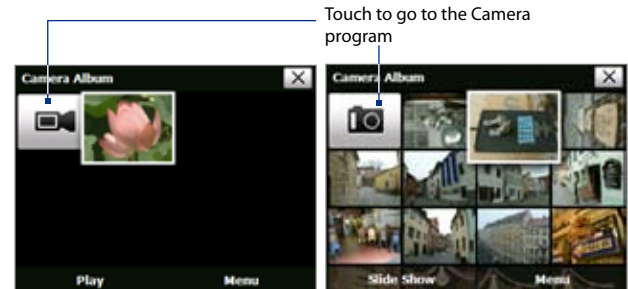 Touch to go to the Camera
program
Camera Album
Camera Album
Play
Menu
Slide Show
Menu